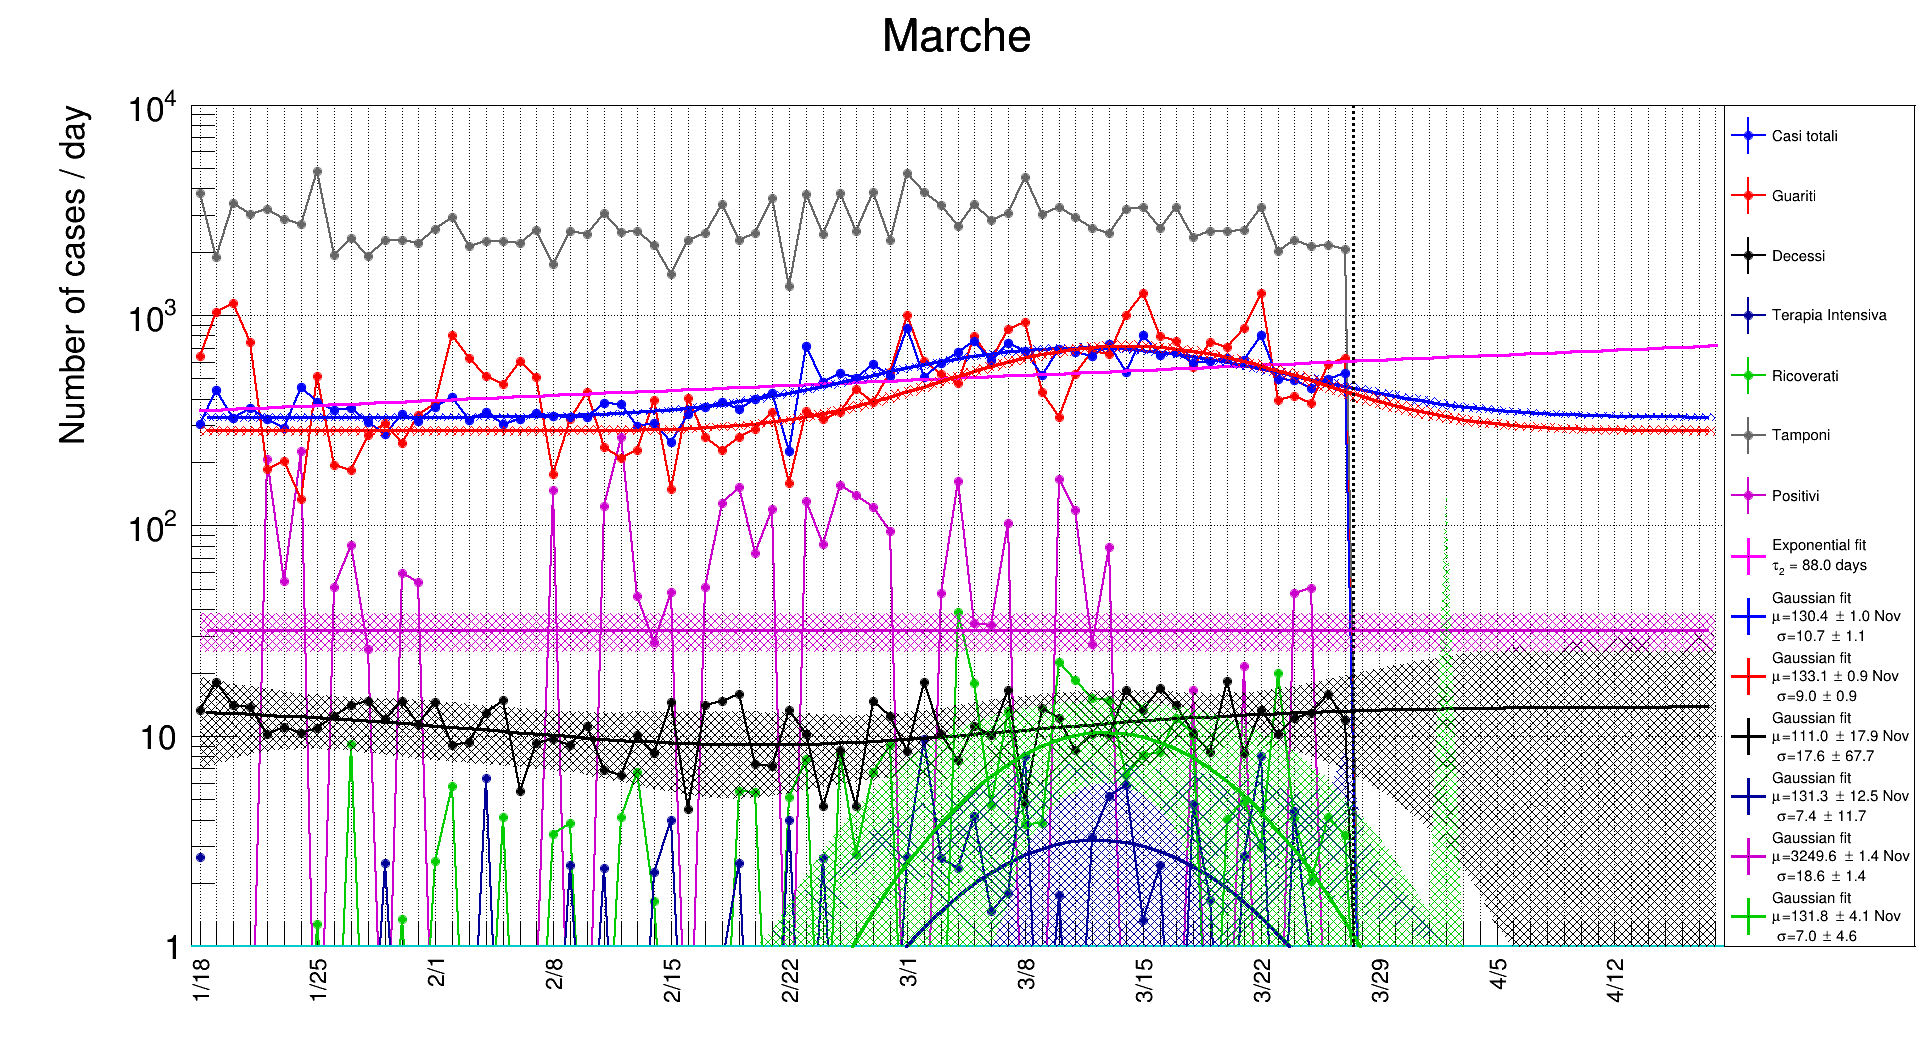 Marche
Number of cases / day
10^4
10^3
10^2
10
1
1/18
1/25
2/1
2/8
2/15
2/22
3/1
3/8
3/15
3/22
3/29
4/5
4/12
Casi totali
Guariti
Decessi
Terapia Intensiva
Ricoverati
Tamponi
Positivi
Exponential fit
τ₂ = 88.0 days
Gaussian fit
μ=130.4 ± 1.0 Nov
σ=10.7 ± 1.1
Gaussian fit
μ=133.1 ± 0.9 Nov
σ=9.0 ± 0.9
Gaussian fit
μ=111.0 ± 17.9 Nov
σ=17.6 ± 67.7
Gaussian fit
μ=131.3 ± 12.5 Nov
σ=7.4 ± 11.7
Gaussian fit
μ=3249.6 ± 1.4 Nov
σ=18.6 ± 1.4
Gaussian fit
μ=131.8 ± 4.1 Nov
σ=7.0 ± 4.6